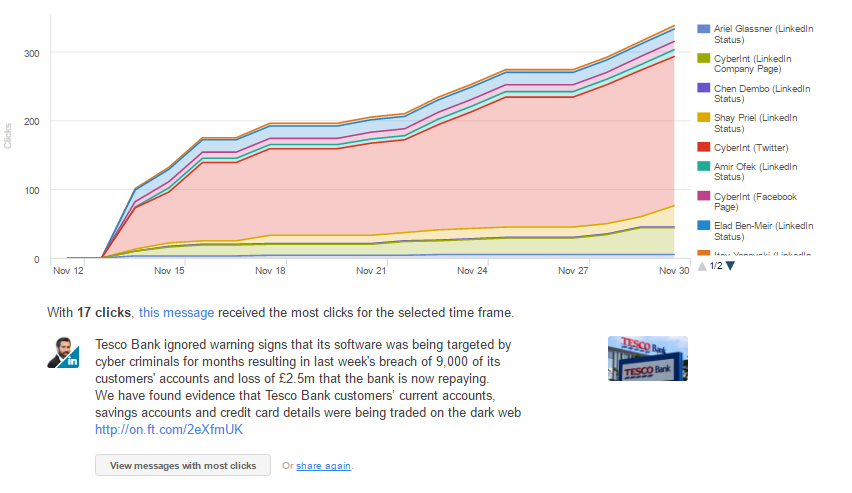 300
200
100
0
Clicks
Nov 12
Nov 15
Nov 18
Nov 21
Nov 24
Nov 27
Nov 30
Ariel Glassner (LinkedIn
Status)
CyberInt (LinkedIn
Company Page)
Chen Dembo (LinkedIn
Status)
Shay Priel (LinkedIn
Status)
CyberInt (Twitter)
Amir Ofek (LinkedIn
Status)
CyberInt (Facebook
Page)
Elad Ben-Meir (LinkedIn
Status)
1/2
With 17 clicks, this message received the most clicks for the selected time frame.
in
Tesco Bank ignored warning signs that its software was being targeted by
cyber criminals for months resulting in last week's breach of 9,000 of its
customers' accounts and loss of £2.5m that the bank is now repaying.
We have found evidence that Tesco Bank customers' current accounts,
savings accounts and credit card details were being traded on the dark web
http://on.ft.com/2eXfmUK
TESCO Bank
TESCO Bank
View messages with most clicks
Or share again.